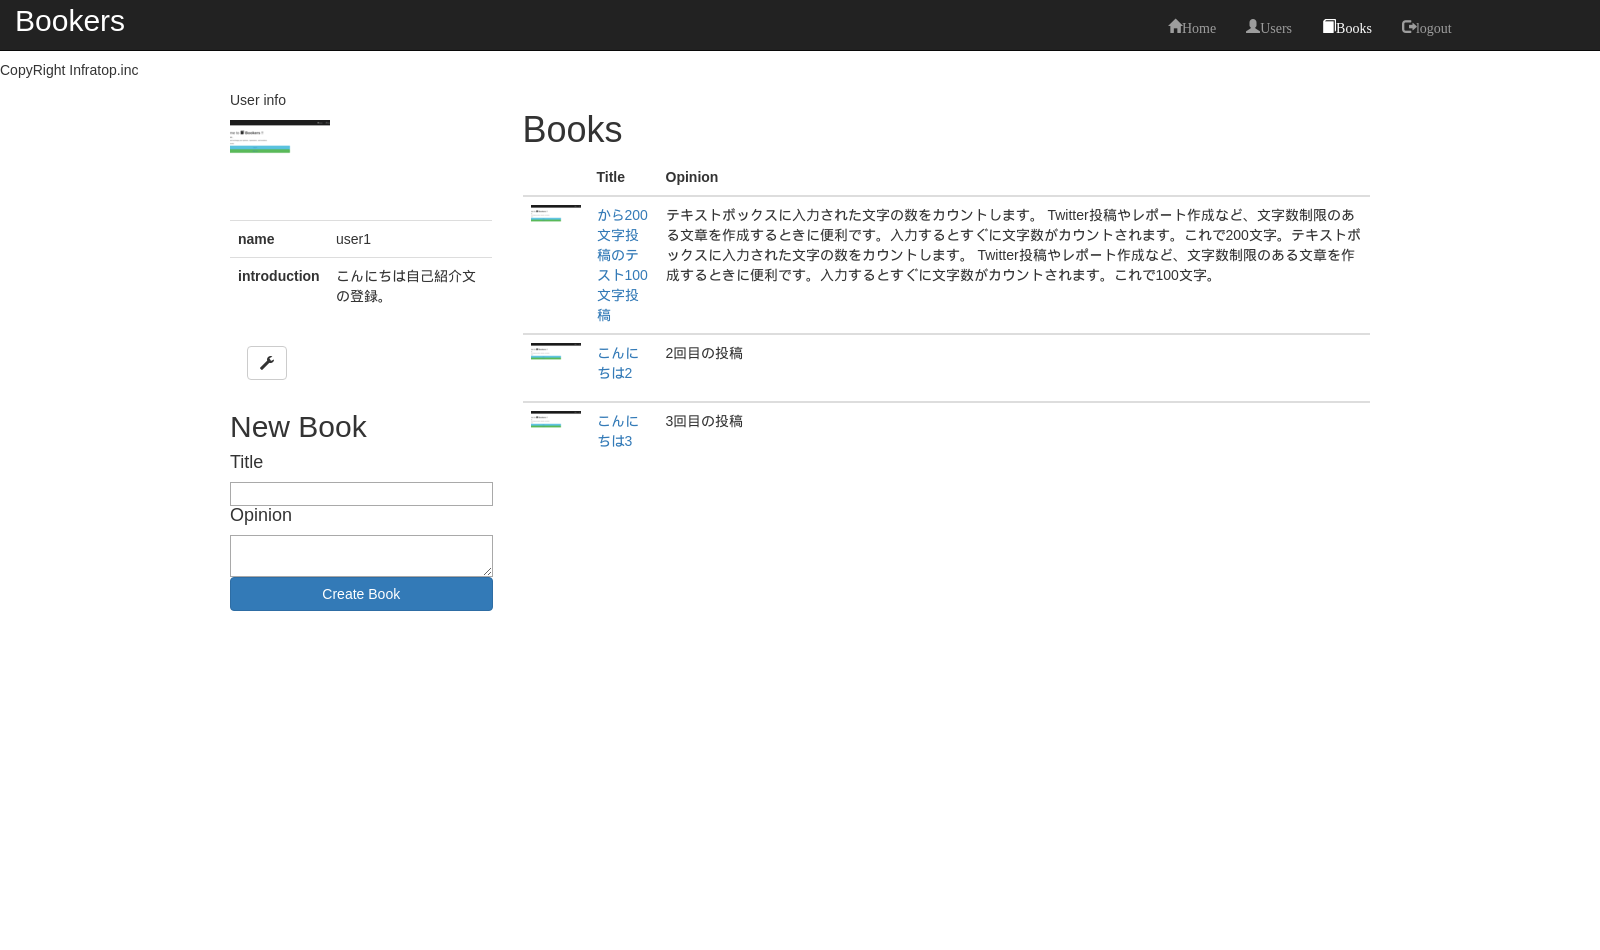 Bookers
Home Users Books logout
CopyRight Infratop.inc
User info
name user1
introduction こんにちは自己紹介文
の登録。
New Book
Title
Opinion
Create Book
Books
Title Opinion
から200
文字投
稿のテ
スト100
文字投
稿
テキストボックスに入力された文字の数をカウントします。 Twitter投稿やレポート作成など、文字数制限のあ
る文章を作成するときに便利です。入力するとすぐに文字数がカウントされます。これで200文字。テキストボ
ックスに入力された文字の数をカウントします。 Twitter投稿やレポート作成など、文字数制限のある文章を作
成するときに便利です。入力するとすぐに文字数がカウントされます。これで100文字。
こんに
ちは2
2回目の投稿
こんに
ちは3
3回目の投稿